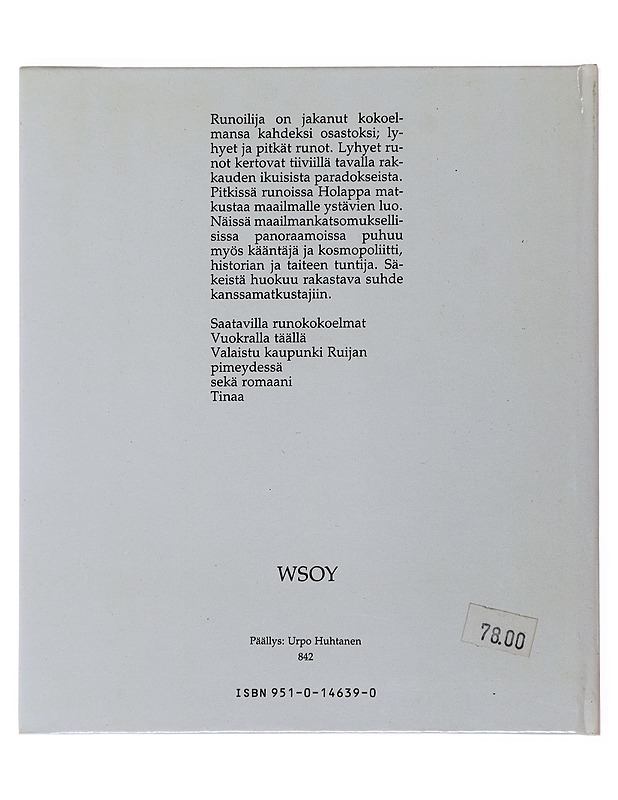 Runoilija on jakanut kokoel-
mansa kahdeksi osastoksi; ly-
hyet ja pitkät runot. Lyhyet ru-
not kertovat tiiviillä tavalla rak-
kauden ikuisista paradokseista.
Pitkissä runoissa Holappa mat-
kustaa maailmalle ystävien luo.
Näissä maailmankatsomukselli-
sissa panoraamoissa puhuu
myös kääntäjä ja kosmopoliitti,
historian ja taiteen tuntija. Sä-
keistä huokuu rakastava suhde
kanssamatkustajiin.
Saatavilla runokokoelmat
Vuokralla täällä
Valaistu kaupunki Ruijan
pimeydessä
sekä romaani
Tinaa
WSOY
78.00
Päällys: Urpo Huhtanen
842
ISBN 951-0-14639-0